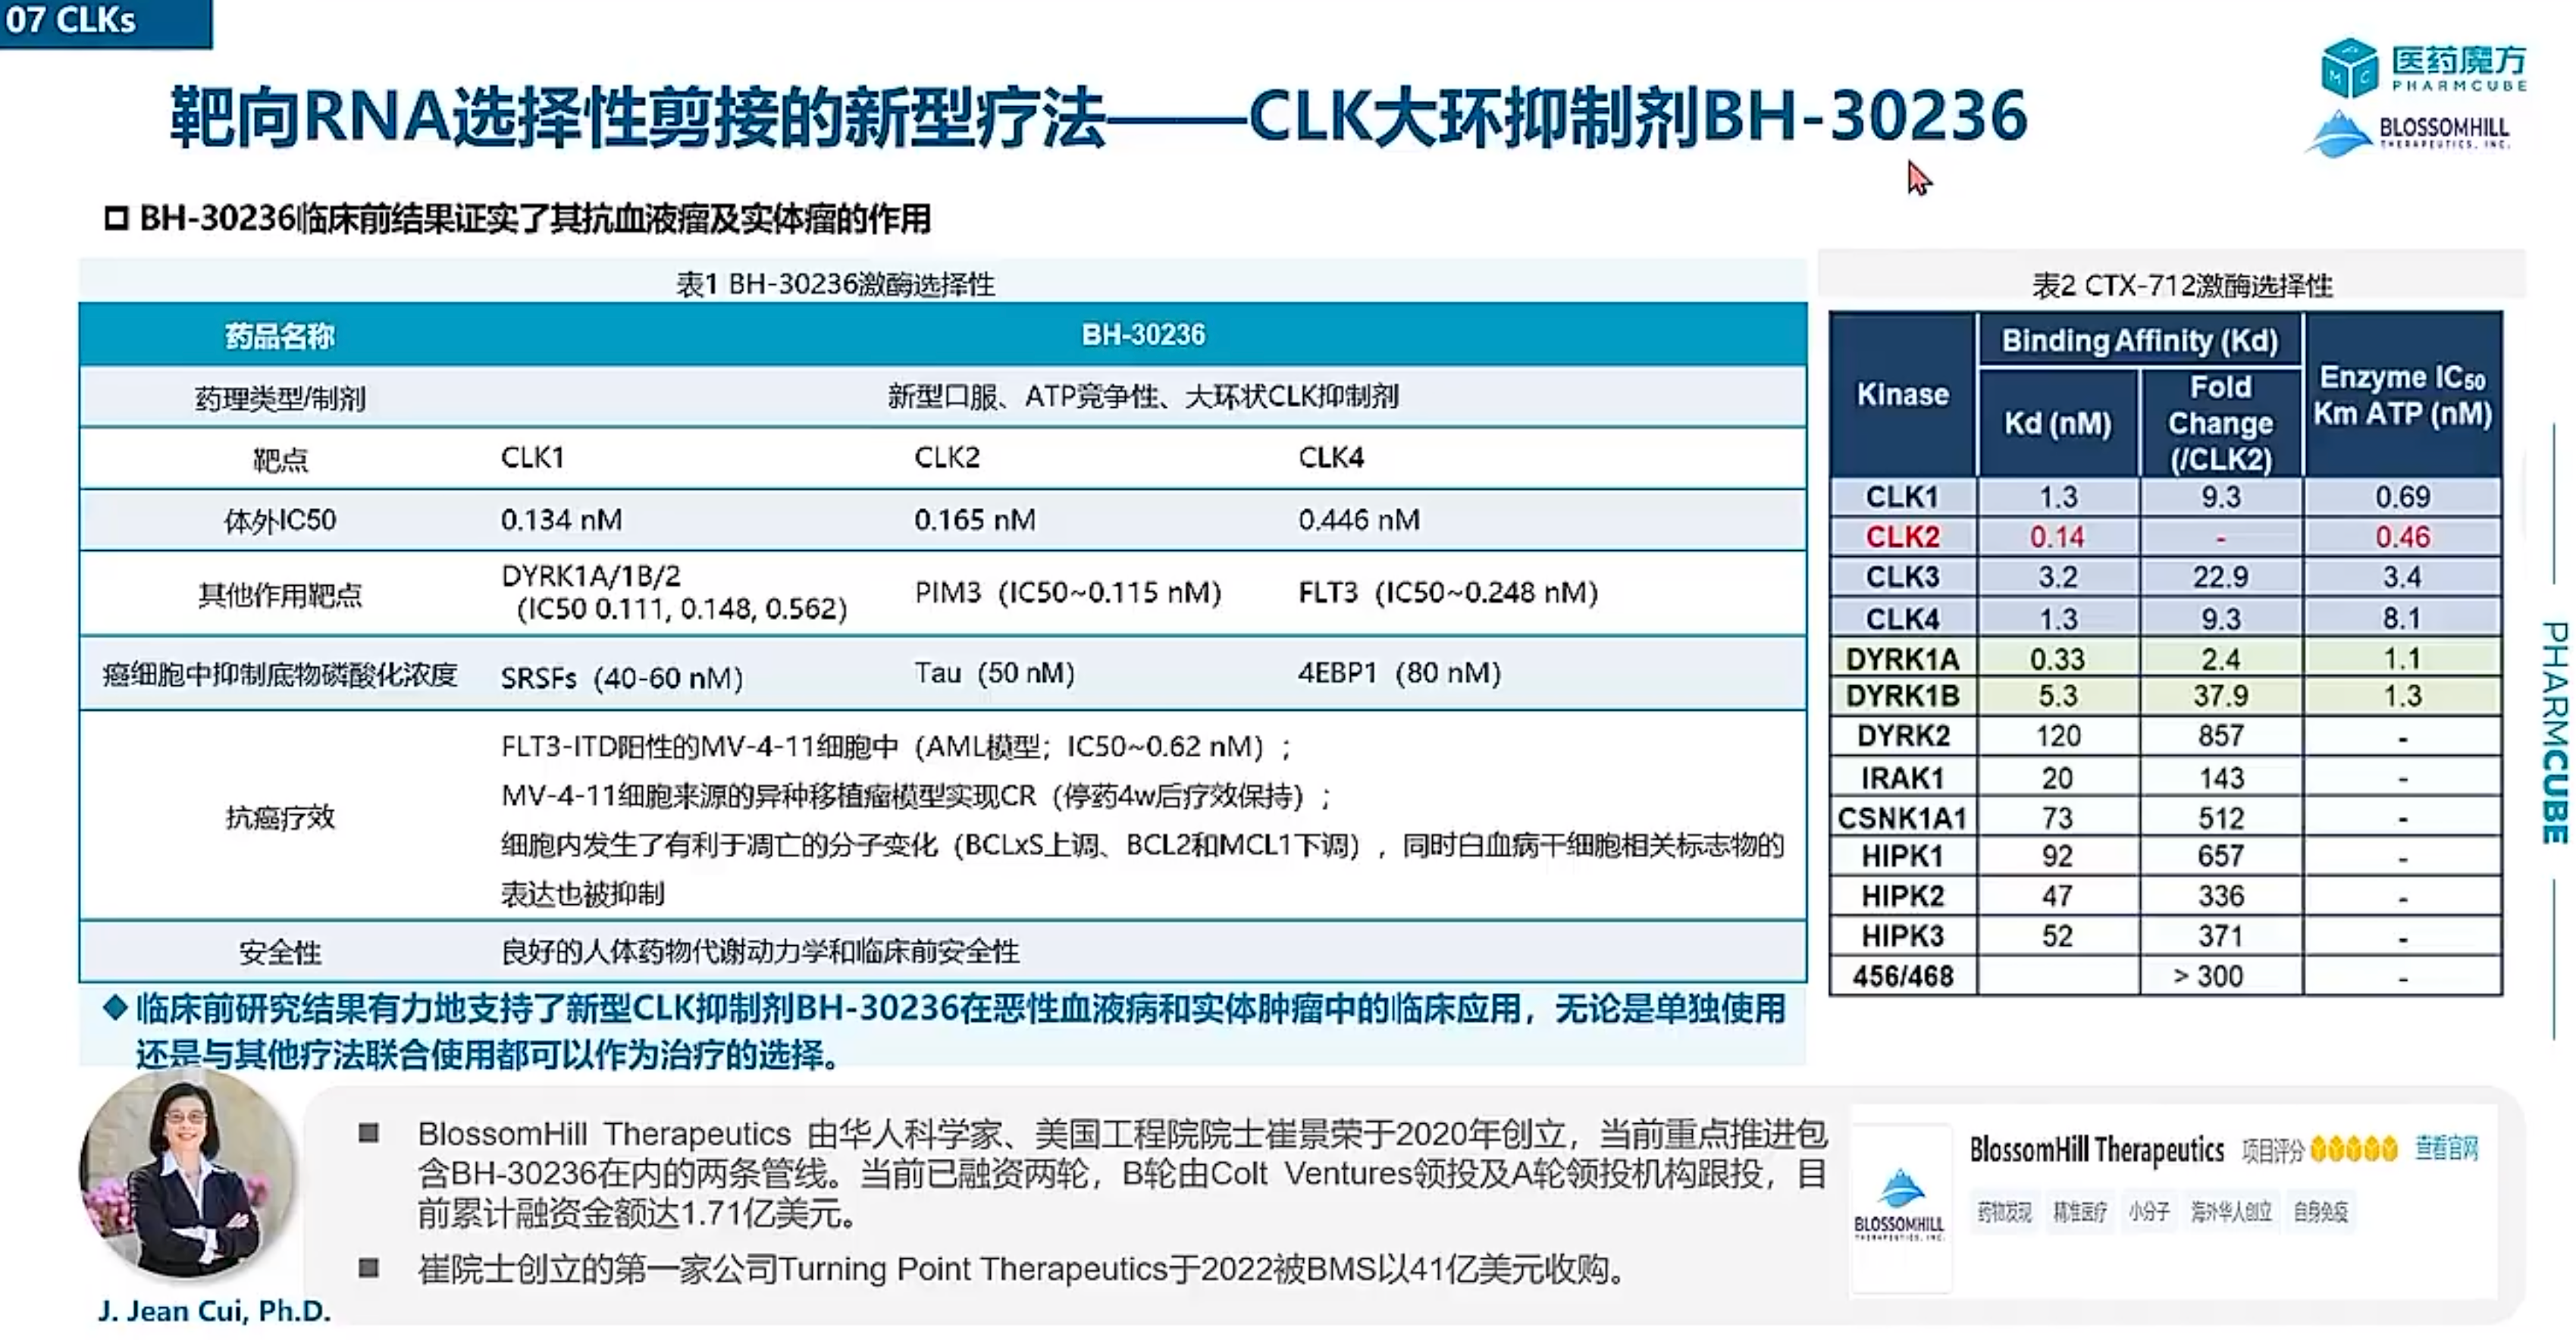 07 CLKs
医药魔方
PHARMCUBE
BLOSSOMHILL
THERAPEUTICS, INC.
靶向RNA选择性剪接的新型疗法——CLK大环抑制剂BH-30236
BH-30236临床前结果证实了其抗血液瘤及实体瘤的作用
表1 BH-30236激酶选择性
药品名称 BH-30236
药理类型/制剂 新型口服、ATP竞争性、大环状CLK抑制剂
靶点 CLK1 CLK2 CLK4
体外IC50 0.134 nM 0.165 nM 0.446 nM
其他作用靶点 DYRK1A/1B/2 PIM3（IC50~0.115 nM） FLT3（IC50~0.248 nM）
（IC50 0.111, 0.148, 0.562）
癌细胞中抑制底物磷酸化浓度 SRSFs（40-60 nM） Tau（50 nM） 4EBP1（80 nM）
抗癌疗效
FLT3-ITD阳性的MV-4-11细胞中（AML模型；IC50~0.62 nM）；
MV-4-11细胞来源的异种移植瘤模型实现CR（停药4w后疗效保持）；
细胞内发生了有利于凋亡的分子变化（BCLxS上调、BCL2和MCL1下调），同时白血病干细胞相关标志物的
表达也被抑制
安全性 良好的人体药物代谢动力学和临床前安全性
临床前研究结果有力地支持了新型CLK抑制剂BH-30236在恶性血液病和实体肿瘤中的临床应用，无论是单独使用
还是与其他疗法联合使用都可以作为治疗的选择。
表2 CTX-712激酶选择性
Kinase Binding Affinity (Kd) Enzyme IC₅₀
Km ATP (nM)
Kd (nM) Fold
Change
(/CLK2)
CLK1 1.3 9.3 0.69
CLK2 0.14 - 0.46
CLK3 3.2 22.9 3.4
CLK4 1.3 9.3 8.1
DYRK1A 0.33 2.4 1.1
DYRK1B 5.3 37.9 1.3
DYRK2 120 857 -
IRAK1 20 143 -
CSNK1A1 73 512 -
HIPK1 92 657 -
HIPK2 47 336 -
HIPK3 52 371 -
456/468 > 300 -
PHARMCUBE
BlossomHill Therapeutics 由华人科学家、美国工程院院士崔景荣于2020年创立，当前重点推进包
含BH-30236在内的两条管线。当前已融资两轮，B轮由Colt Ventures领投及A轮领投机构跟投，目
前累计融资金额达1.71亿美元。
崔院士创立的第一家公司Turning Point Therapeutics于2022被BMS以41亿美元收购。
J. Jean Cui, Ph.D.
BLOSSOMHILL
THERAPEUTICS, INC.
BlossomHill Therapeutics 项目评分 查看官网
药物发现 精准医疗 小分子 海外华人创立 自身免疫